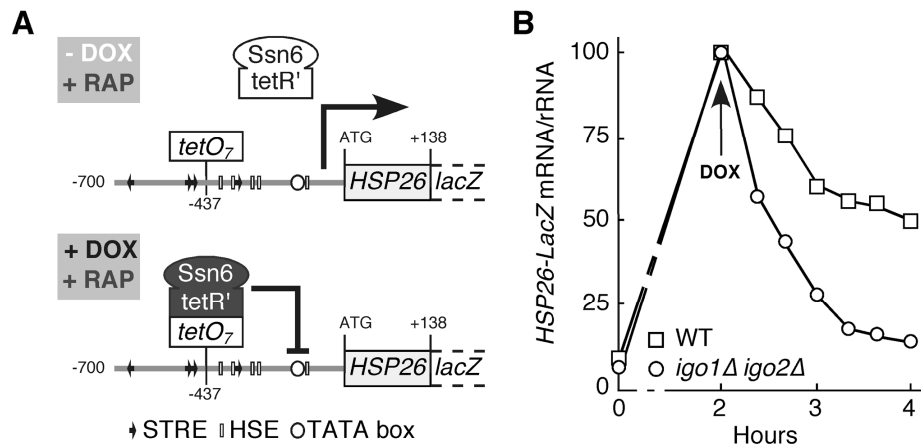 A
- DOX
+ RAP
Ssn6
tetR'
tetO7
ATG
+138
-700
HSP26
lacZ
-437
+ DOX
+ RAP
Ssn6
tetR'
tetO7
ATG
+138
-700
HSP26
lacZ
-437
STRE
HSE
TATA box
B
HSP26-LacZ mRNA/rRNA
100
75
50
25
0
DOX
WT
igo1Δ igo2Δ
0
2
3
4
Hours